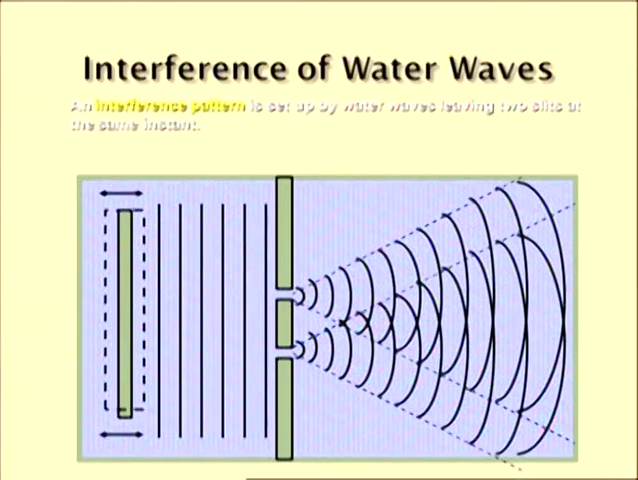 Interference of Water Waves
An interference pattern is set up by water waves leaving two slits at
the same instant.